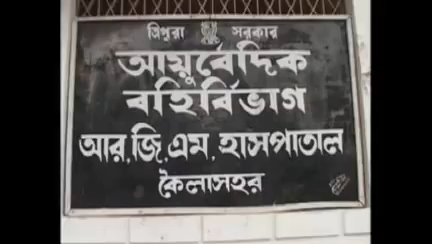 ত্রিপুরা সরকার
আয়ুর্বেদিক
বহির্বিভাগ
আর.জি.এম. হাসপাতাল
কৈলাসহর